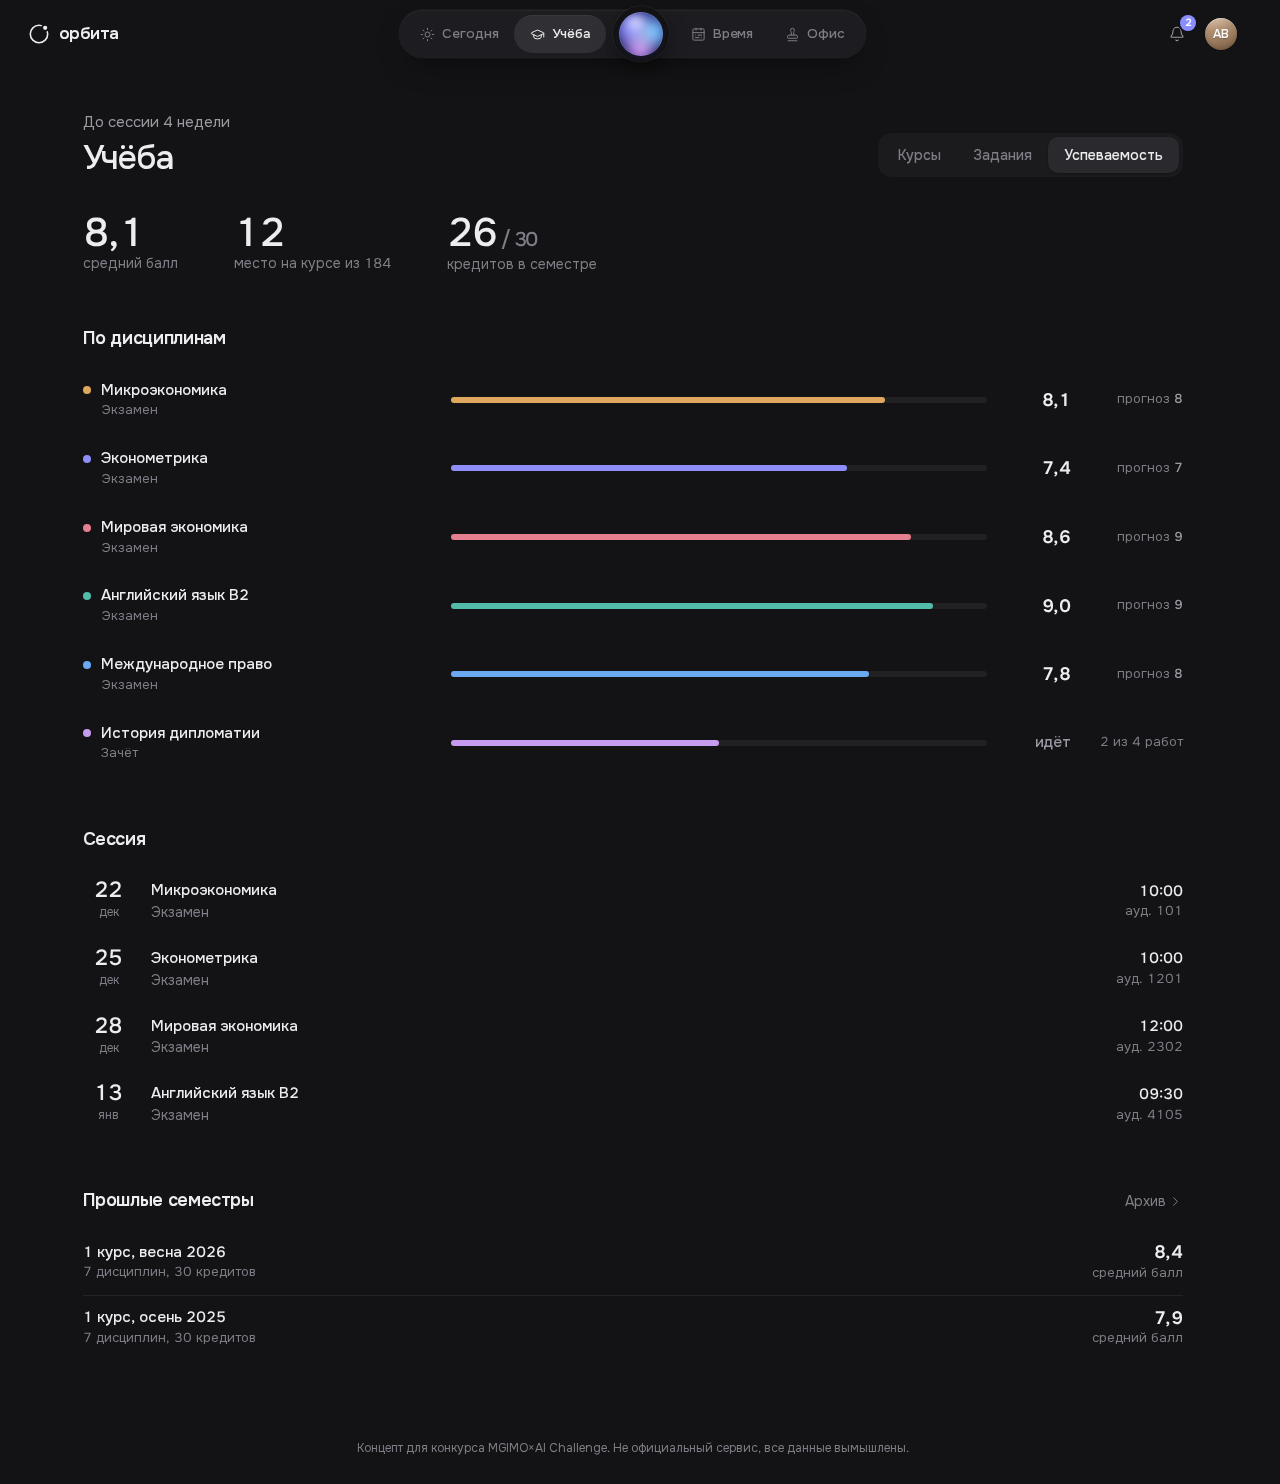 орбита
Сегодня
Учёба
Время
Офис
2
АВ
До сессии 4 недели
Учёба
Курсы
Задания
Успеваемость
8,1
средний балл
12
место на курсе из 184
26 / 30
кредитов в семестре
По дисциплинам
Микроэкономика
Экзамен
8,1
прогноз 8
Эконометрика
Экзамен
7,4
прогноз 7
Мировая экономика
Экзамен
8,6
прогноз 9
Английский язык B2
Экзамен
9,0
прогноз 9
Международное право
Экзамен
7,8
прогноз 8
История дипломатии
Зачёт
идёт
2 из 4 работ
Сессия
22
дек
Микроэкономика
Экзамен
10:00
ауд. 101
25
дек
Эконометрика
Экзамен
10:00
ауд. 1201
28
дек
Мировая экономика
Экзамен
12:00
ауд. 2302
13
янв
Английский язык B2
Экзамен
09:30
ауд. 4105
Прошлые семестры
Архив
1 курс, весна 2026
7 дисциплин, 30 кредитов
8,4
средний балл
1 курс, осень 2025
7 дисциплин, 30 кредитов
7,9
средний балл
Концепт для конкурса MGIMO×AI Challenge. Не официальный сервис, все данные вымышлены.